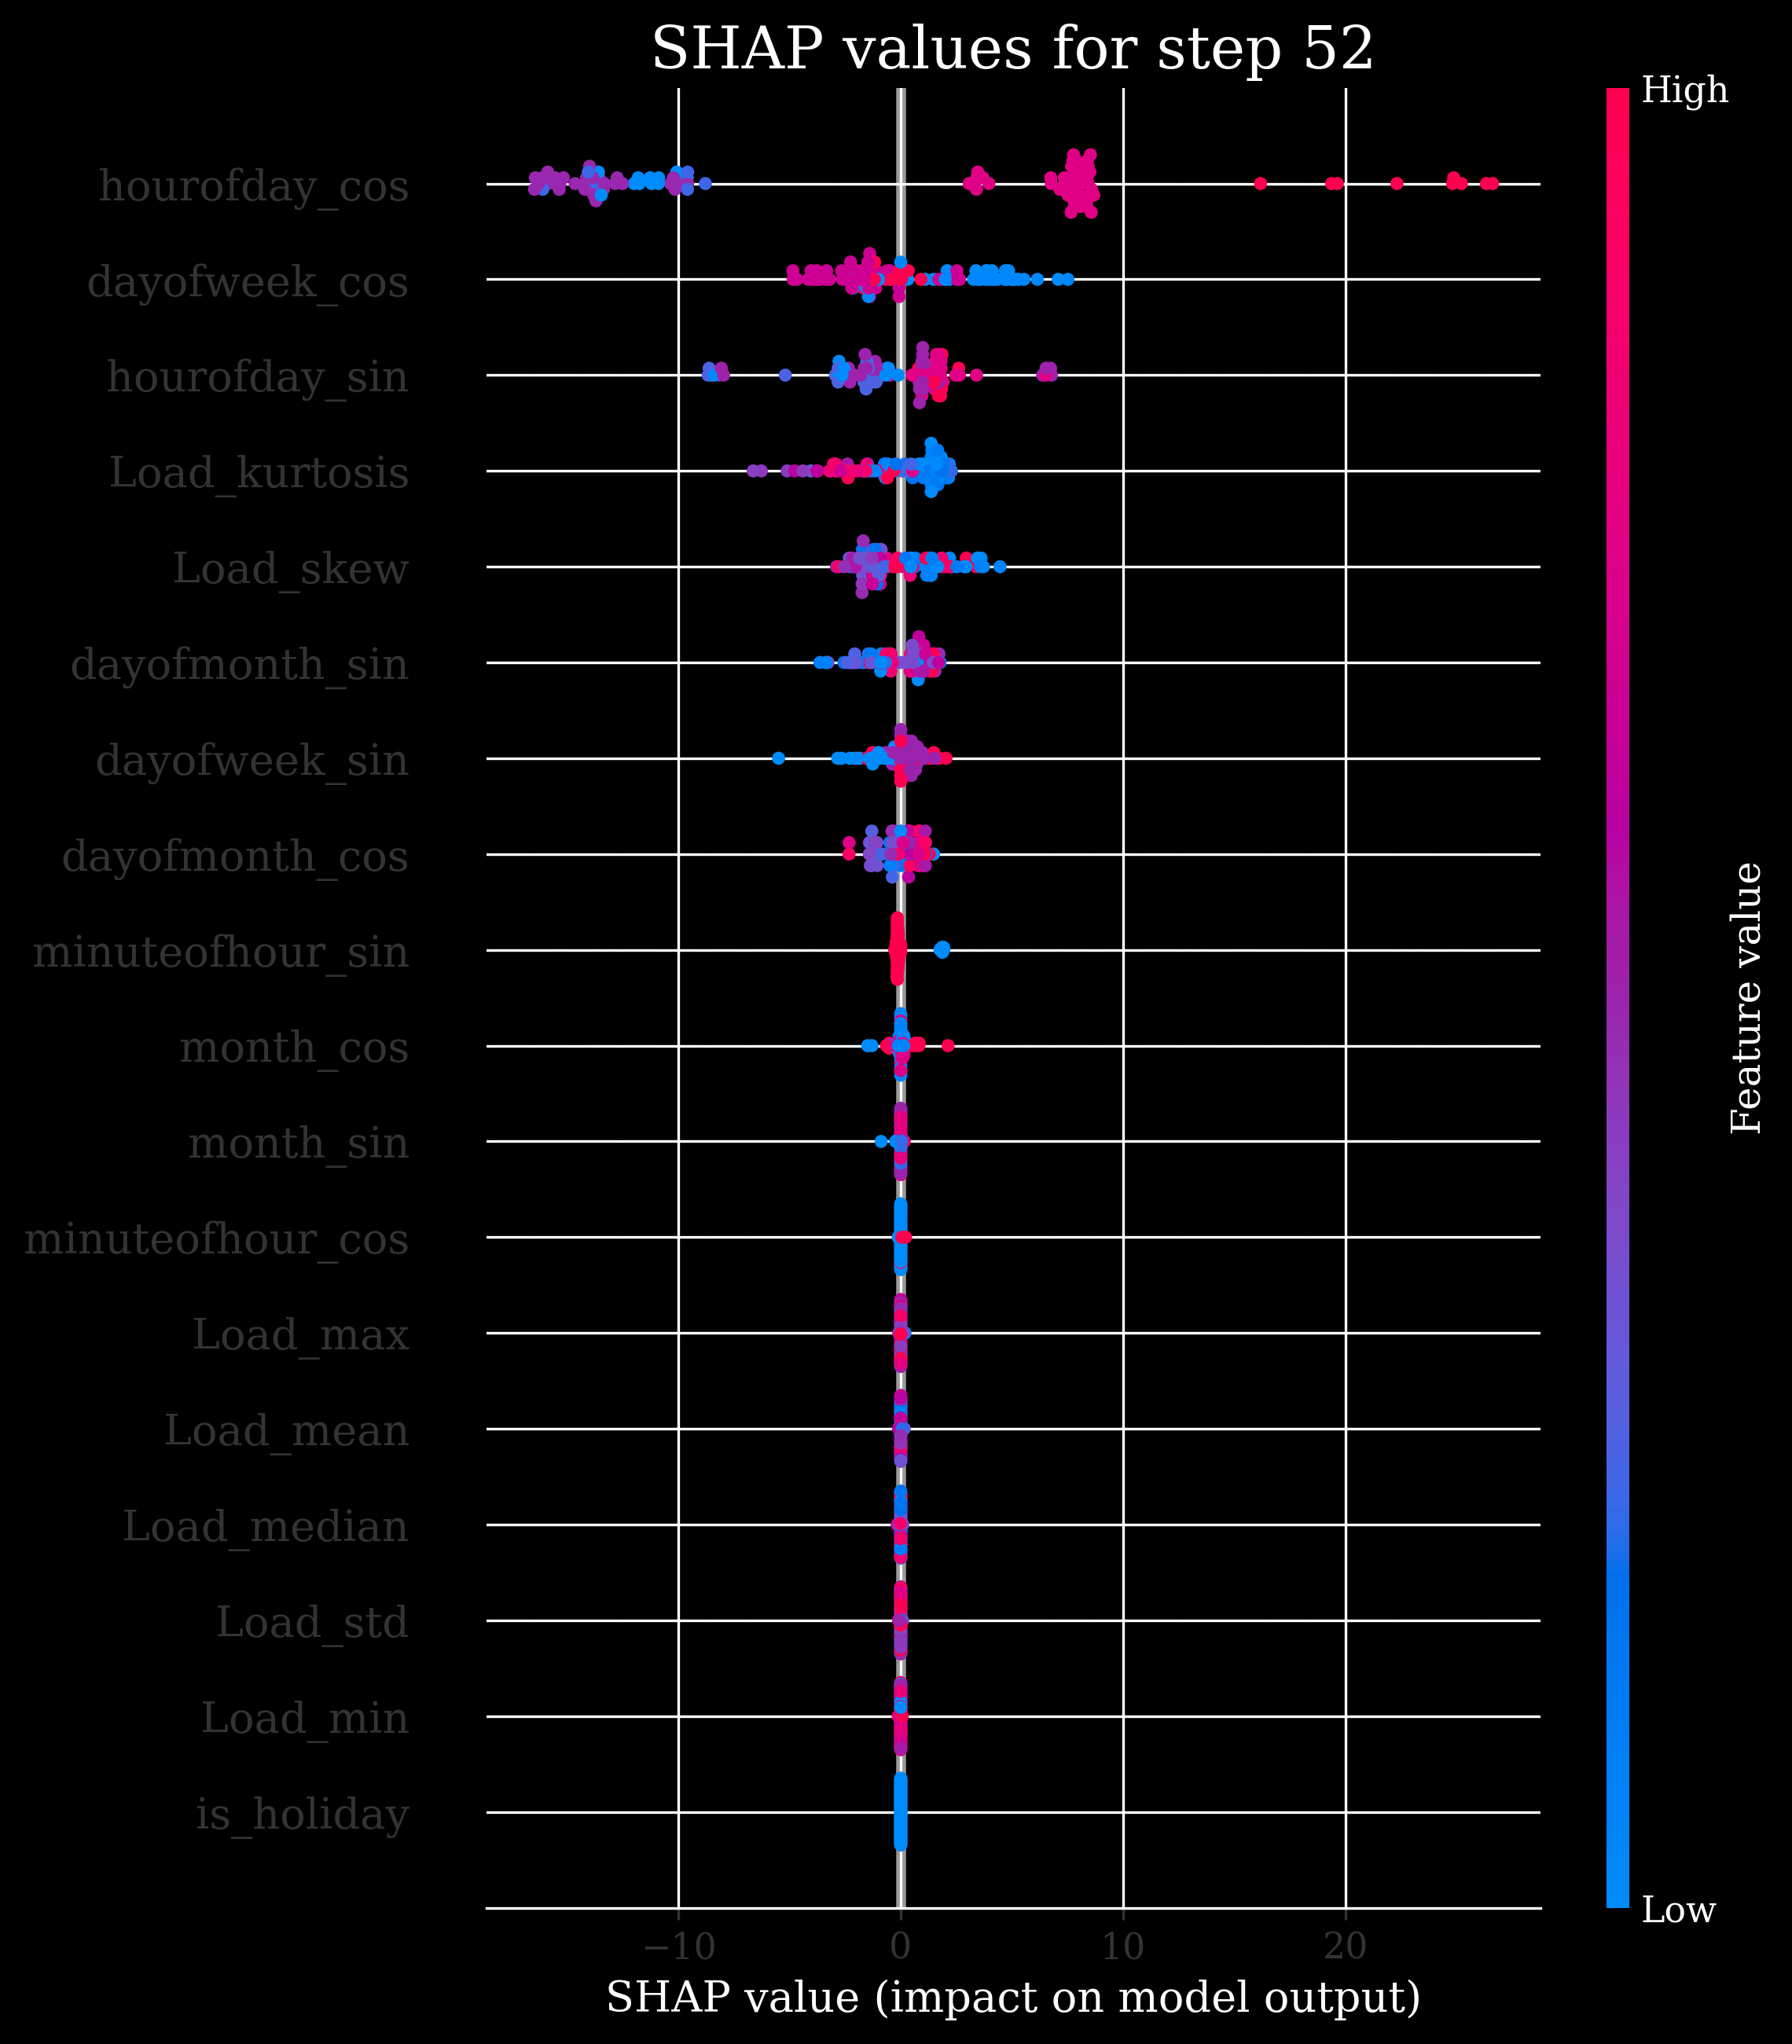 SHAP values for step 52
High
hourofday_cos
dayofweek_cos
hourofday_sin
Load_kurtosis
Load_skew
dayofmonth_sin
dayofweek_sin
dayofmonth_cos
minuteofhour_sin
month_cos
month_sin
minuteofhour_cos
Load_max
Load_mean
Load_median
Load_std
Load_min
is_holiday
Feature value
Low
−10 0 10 20
SHAP value (impact on model output)